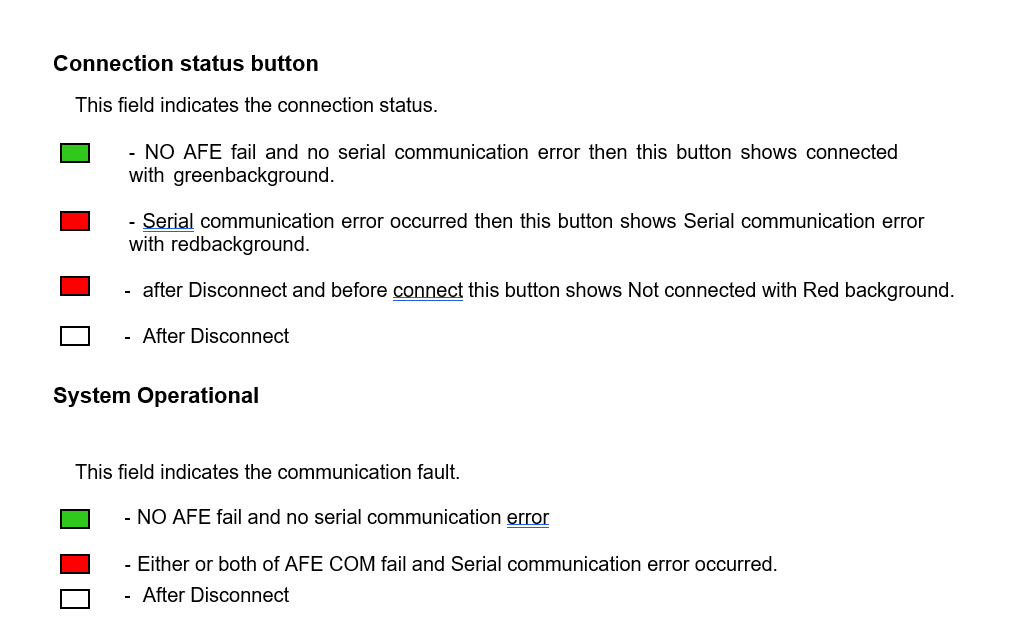 Connection status button
This field indicates the connection status.
- NO AFE fail and no serial communication error then this button shows connected
with greenbackground.
- Serial communication error occurred then this button shows Serial communication error
with redbackground.
- after Disconnect and before connect this button shows Not connected with Red background.
- After Disconnect
System Operational
This field indicates the communication fault.
- NO AFE fail and no serial communication error
- Either or both of AFE COM fail and Serial communication error occurred.
- After Disconnect